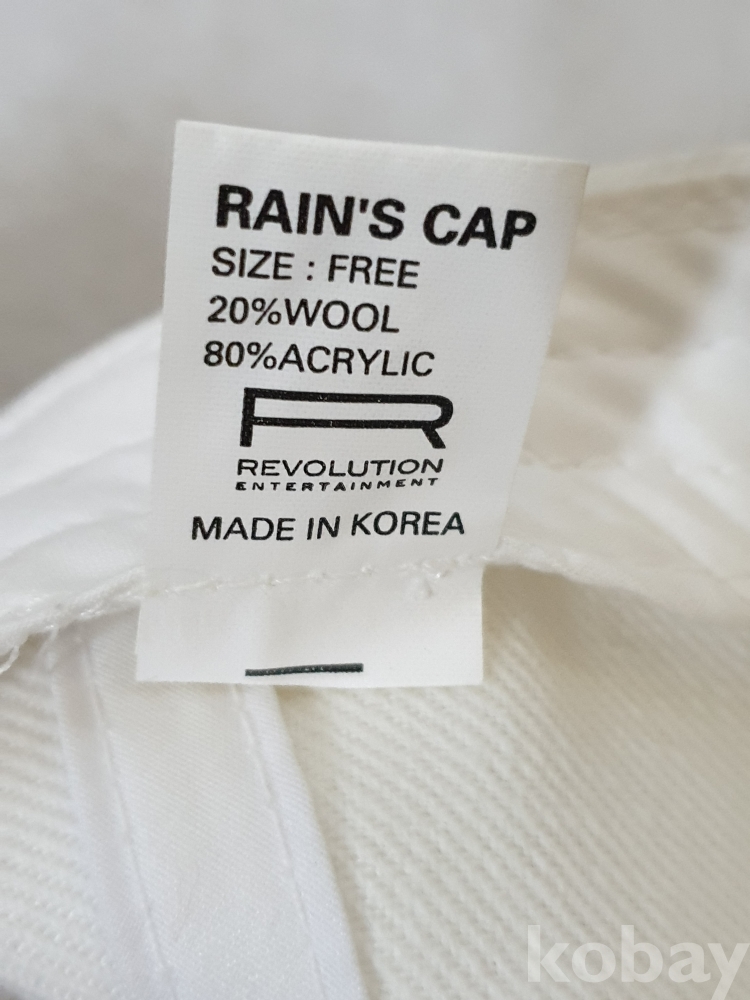 RAIN'S CAP
SIZE : FREE
20%WOOL
80%ACRYLIC
R
REVOLUTION
ENTERTAINMENT
MADE IN KOREA
kobay